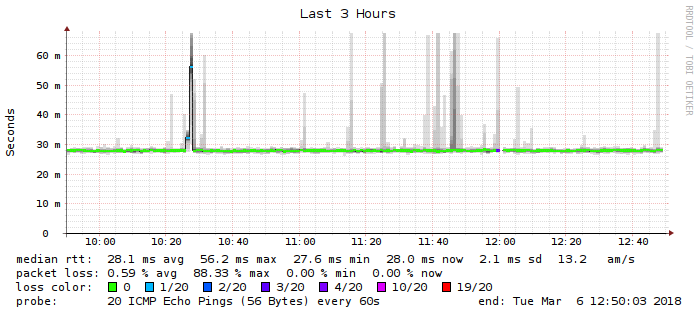 Last 3 Hours
RRDTOOL / TOBI OETIKER
Seconds
60 m
50 m
40 m
30 m
20 m
10 m
0
10:00 10:20 10:40 11:00 11:20 11:40 12:00 12:20 12:40
median rtt: 28.1 ms avg 56.2 ms max 27.6 ms min 28.0 ms now 2.1 ms sd 13.2 am/s
packet loss: 0.59 % avg 88.33 % max 0.00 % min 0.00 % now
loss color: 0 1/20 2/20 3/20 4/20 10/20 19/20
probe: 20 ICMP Echo Pings (56 Bytes) every 60s end: Tue Mar 6 12:50:03 2018